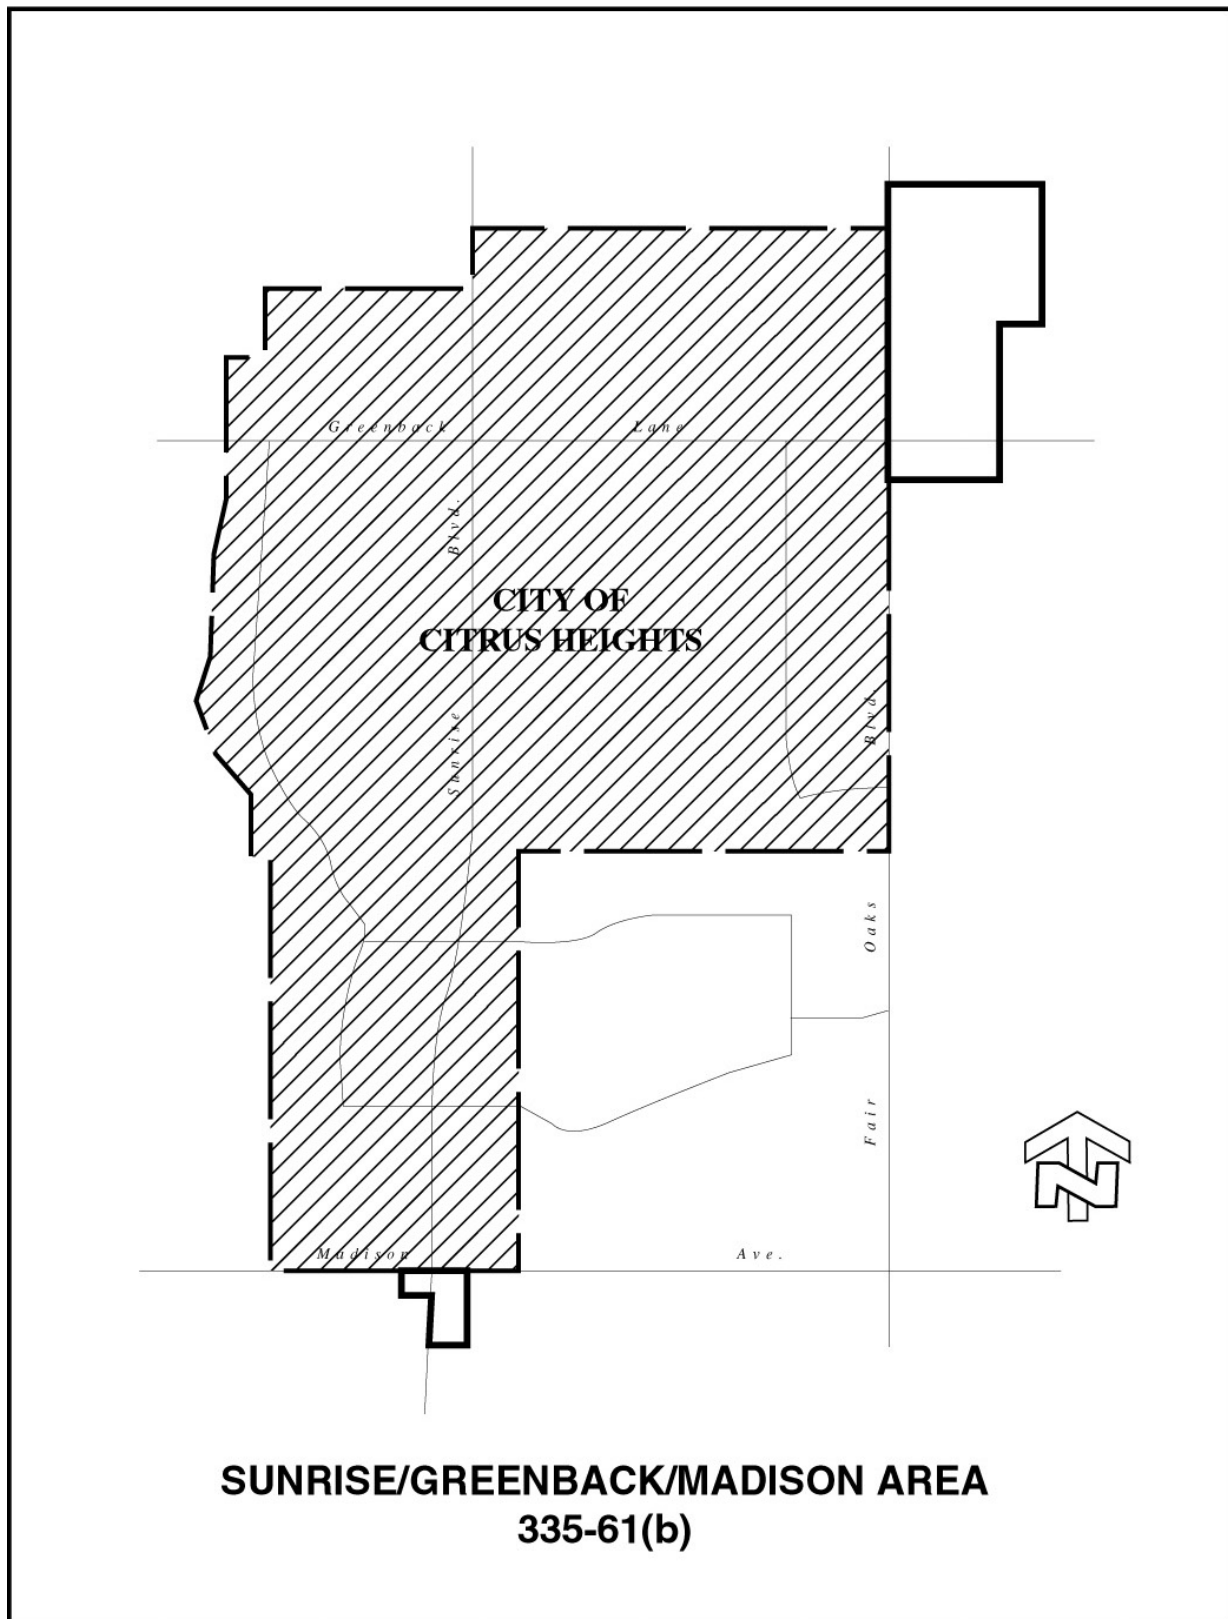 Greenback Lane
Blvd.
CITY OF
CITRUS HEIGHTS
Sunrise
Blvd
Oaks
Fair
N
Madison Ave.
SUNRISE/GREENBACK/MADISON AREA
335-61(b)